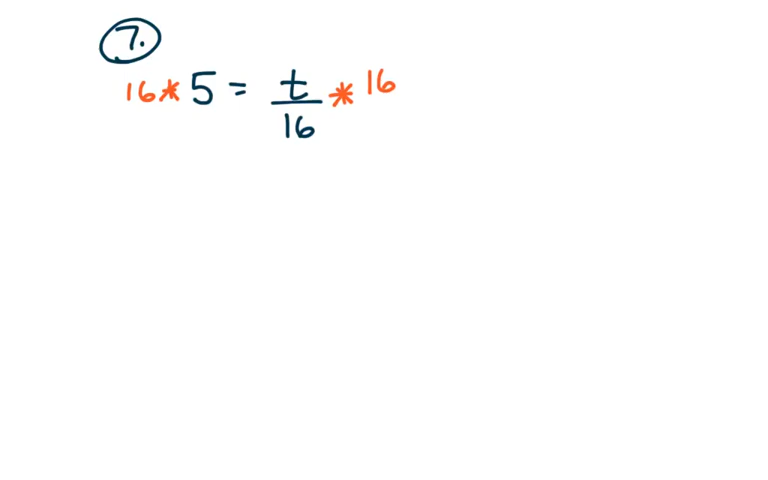 7.
16 * 5 = t/16 * 16